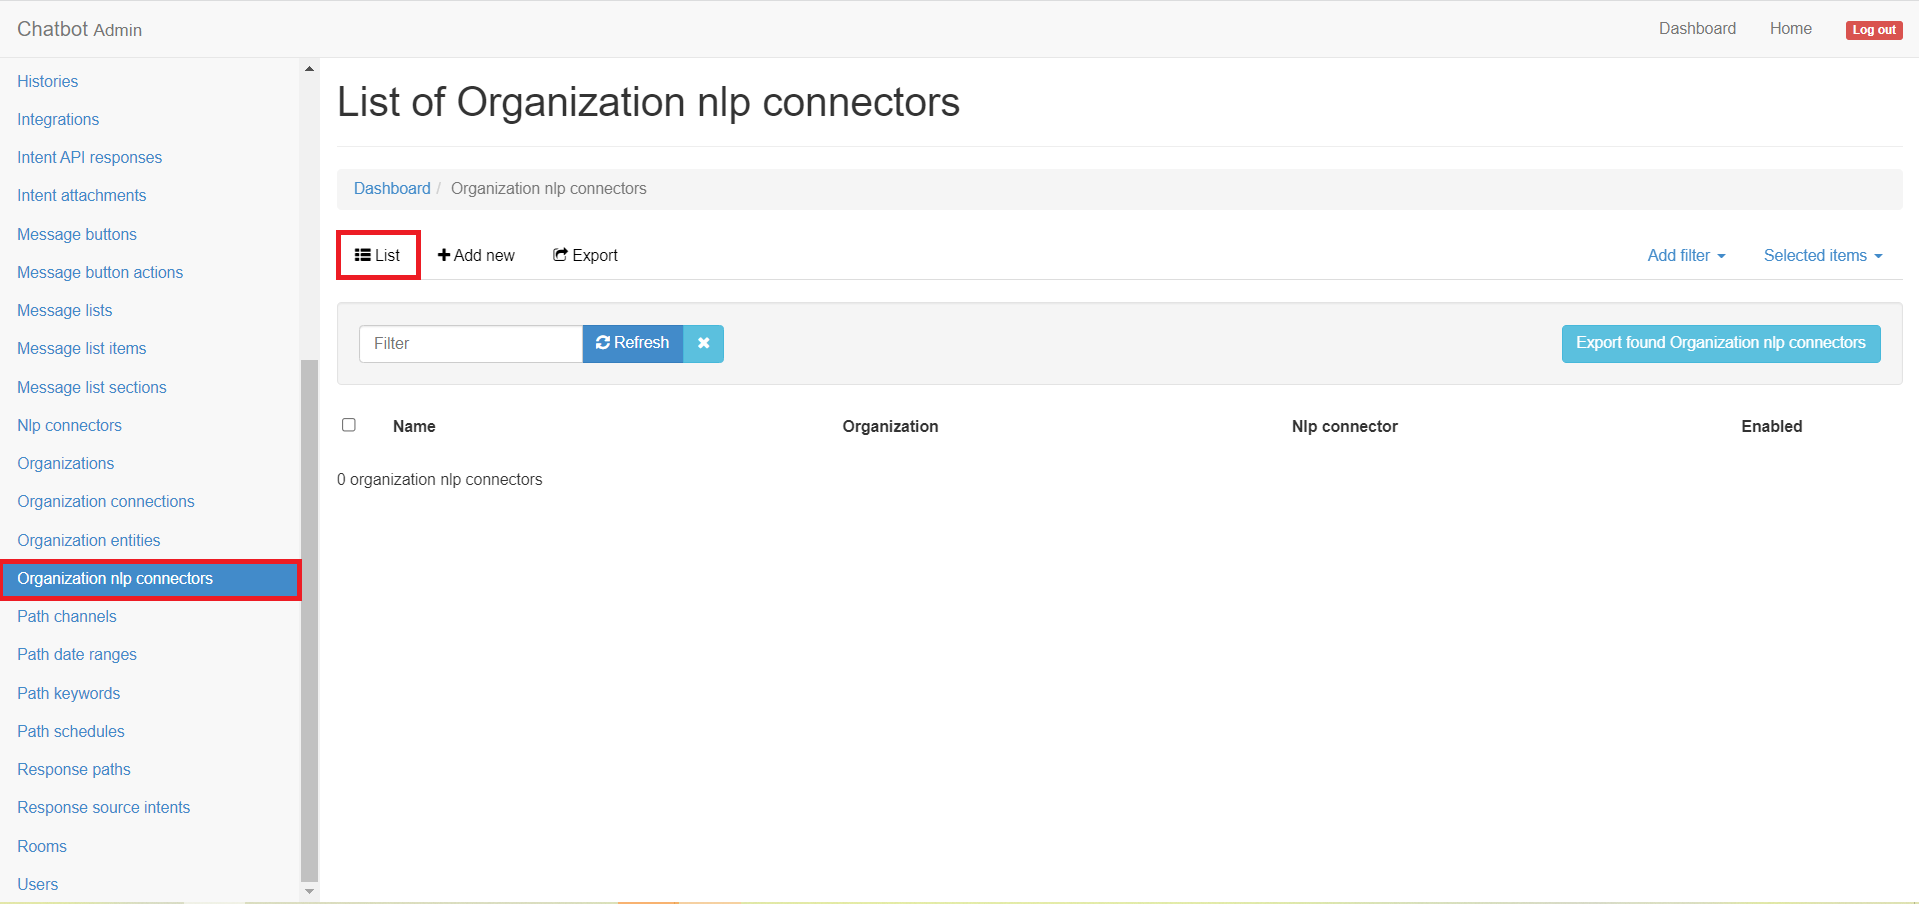 Chatbot Admin
Dashboard Home Log out
Histories
Integrations
Intent API responses
Intent attachments
Message buttons
Message button actions
Message lists
Message list items
Message list sections
Nlp connectors
Organizations
Organization connections
Organization entities
Organization nlp connectors
Path channels
Path date ranges
Path keywords
Path schedules
Response paths
Response source intents
Rooms
Users
List of Organization nlp connectors
Dashboard / Organization nlp connectors
List Add new Export Add filter Selected items
Filter Refresh Export found Organization nlp connectors
Name Organization Nlp connector Enabled
0 organization nlp connectors